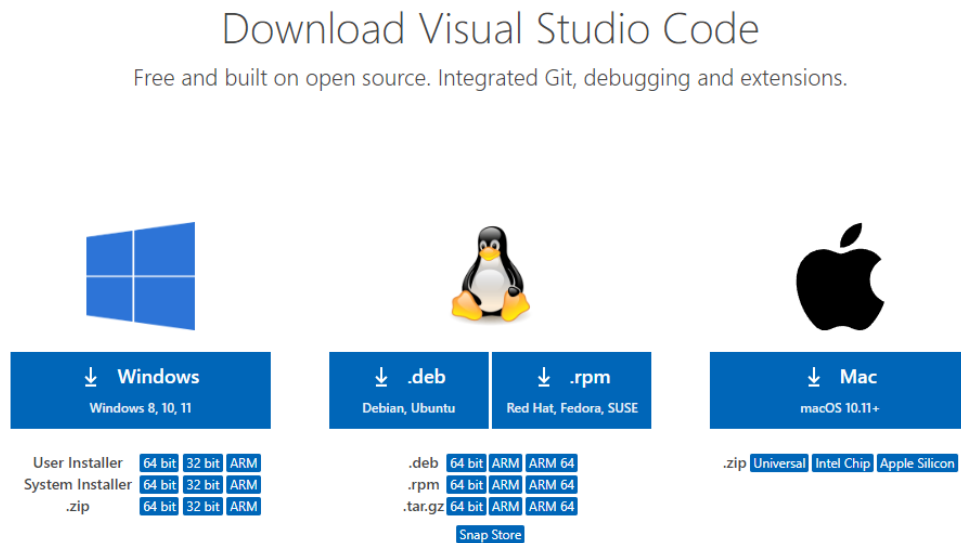 Download Visual Studio Code
Free and built on open source. Integrated Git, debugging and extensions.
Windows
Windows 8, 10, 11
User Installer 64 bit 32 bit ARM
System Installer 64 bit 32 bit ARM
.zip 64 bit 32 bit ARM
.deb
Debian, Ubuntu
.rpm
Red Hat, Fedora, SUSE
.deb 64 bit ARM ARM 64
.rpm 64 bit ARM ARM 64
.tar.gz 64 bit ARM ARM 64
Snap Store
Mac
macOS 10.11+
.zip Universal Intel Chip Apple Silicon